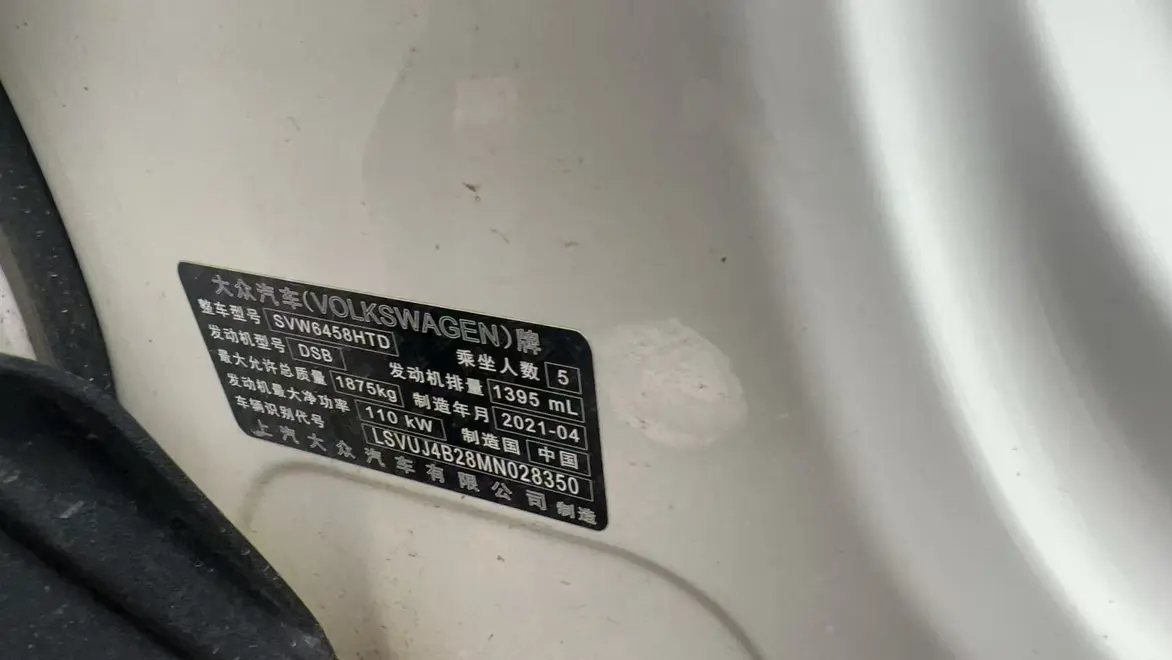 大众汽车(VOLKSWAGEN)牌
整车型号 SVW6458HTD 乘坐人数 5
发动机型号 DSB 发动机排量 1395 mL
最大允许总质量 1875kg 制造年月 2021-04
发动机最大净功率 110 kW 制造国 中国
车辆识别代号 LSVUJ4B28MN028350
上汽大众汽车有限公司 制造